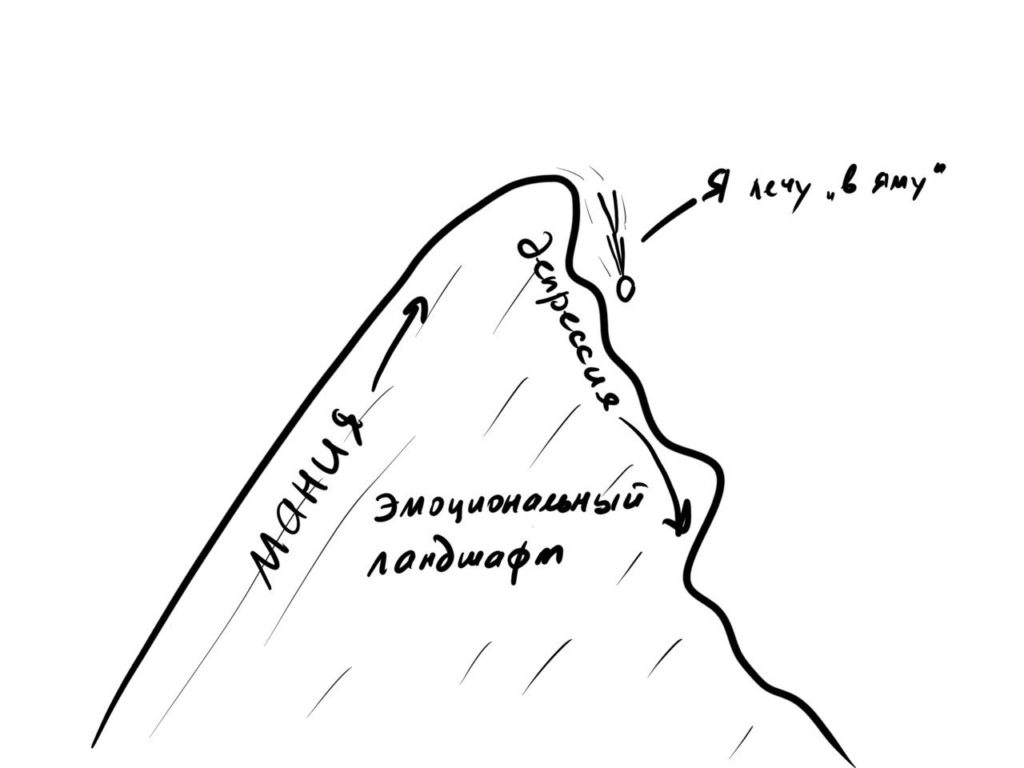 Я лечу „в яму“
депрессия
мания
эмоциональный
ландшафт